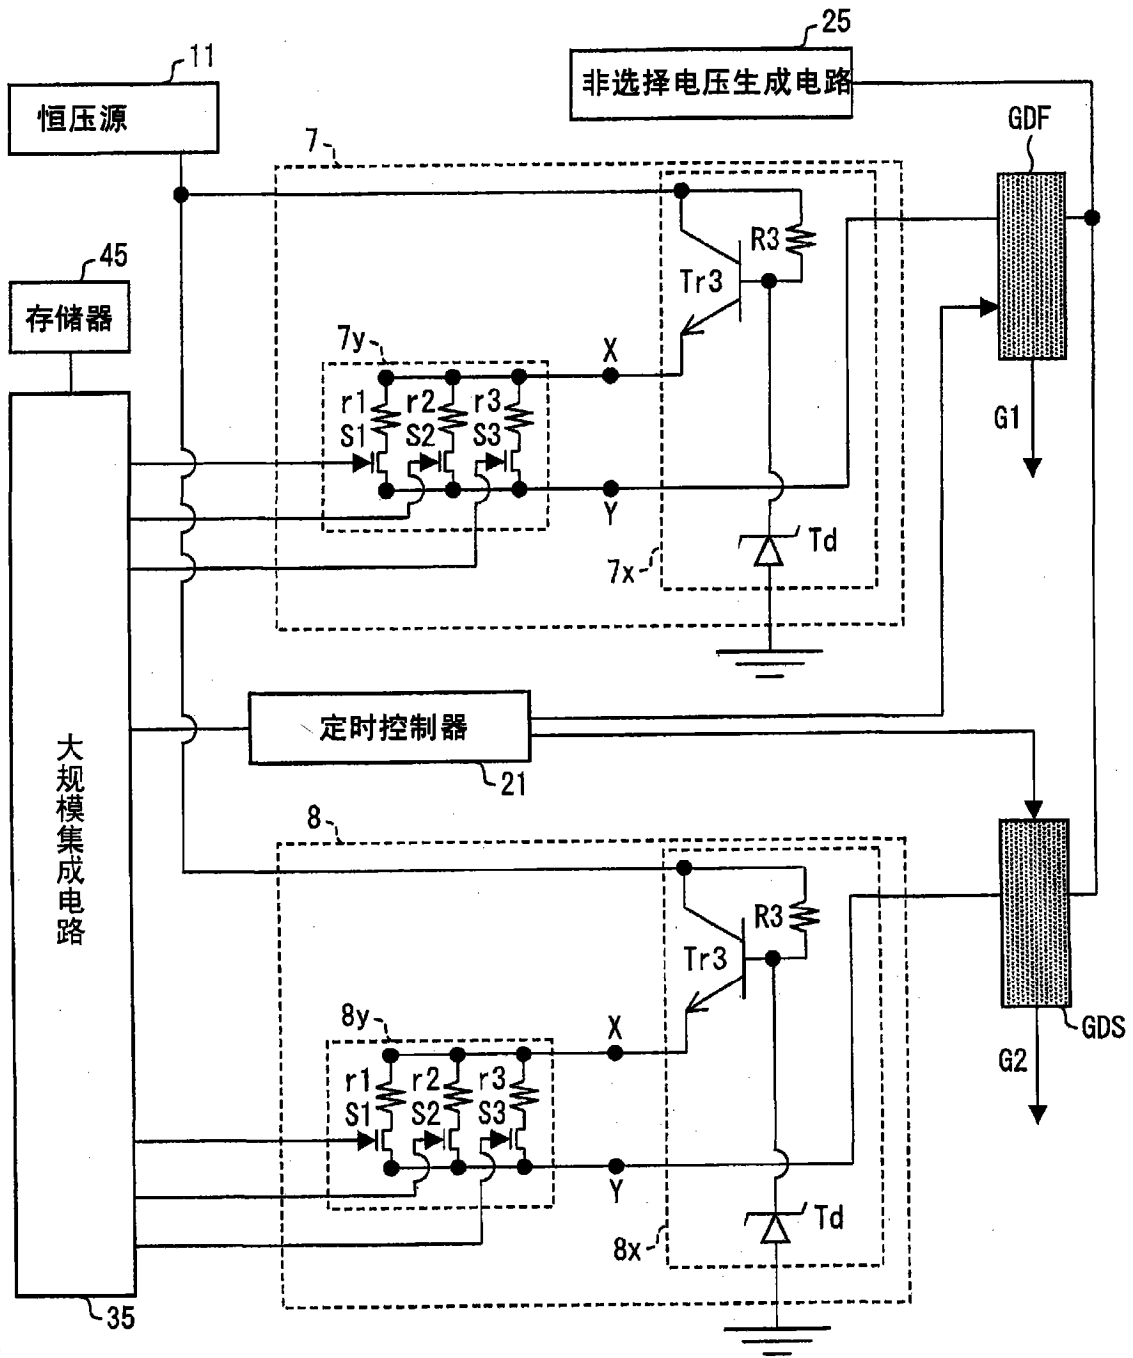 25
非选择电压生成电路
11
恒压源
GDF
7
R3
Tr3
45
存储器
7y
X
r1 r2 r3
S1 S2 S3
G1
Y
Td
7x
定时控制器
21
大规模集成电路
8
R3
Tr3
GDS
8y
X
G2
r1 r2 r3
S1 S2 S3
Y
Td
8x
35